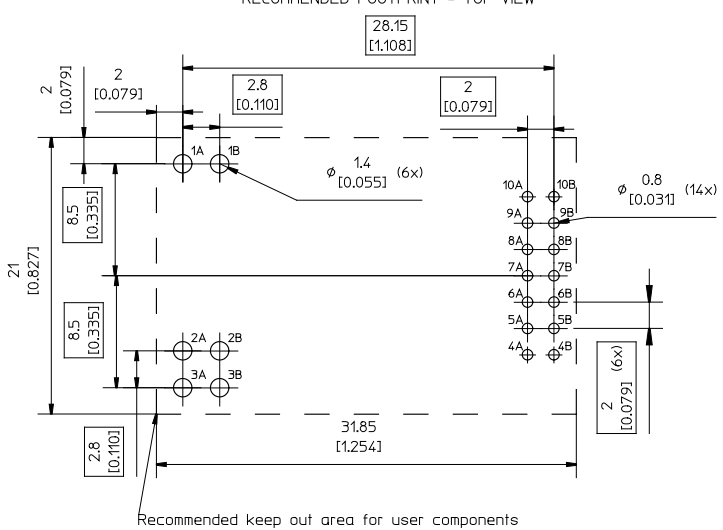 RECOMMENDED FOOTPRINT - TOP VIEW
28.15
[1.108]
2
[0.079]
2
[0.079]
2.8
[0.110]
2
[0.079]
1A 1B
ø 1.4 (6x)
[0.055]
10A 10B
ø 0.8 (14x)
[0.031]
9A 9B
8.5
[0.335]
8A 8B
21
[0.827]
7A 7B
6A 6B
8.5
[0.335]
5A 5B
2A 2B
4A 4B
2 (6x)
[0.079]
3A 3B
2.8
[0.110]
31.85
[1.254]
Recommended keep out area for user components